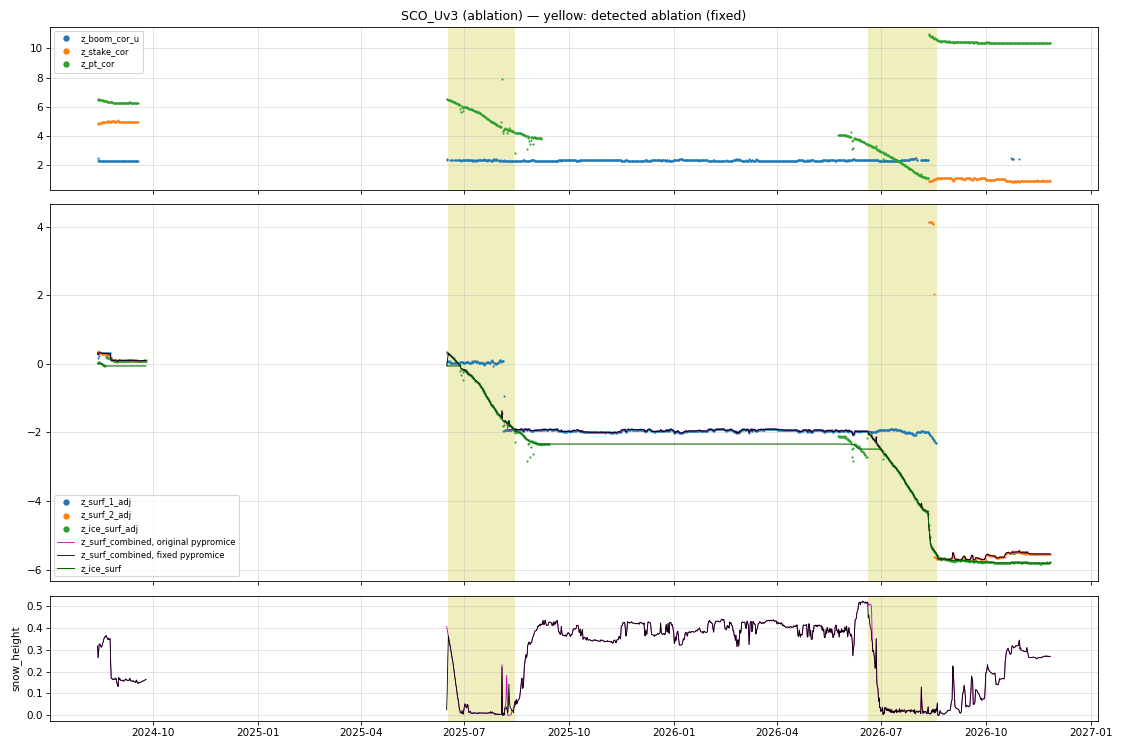 SCO_Uv3 (ablation) — yellow: detected ablation (fixed)
10
8
6
4
2
z_boom_cor_u
z_stake_cor
z_pt_cor
4
2
0
−2
−4
−6
z_surf_1_adj
z_surf_2_adj
z_ice_surf_adj
z_surf_combined, original pypromice
z_surf_combined, fixed pypromice
z_ice_surf
snow_height
0.5
0.4
0.3
0.2
0.1
0.0
2024-10 2025-01 2025-04 2025-07 2025-10 2026-01 2026-04 2026-07 2026-10 2027-01